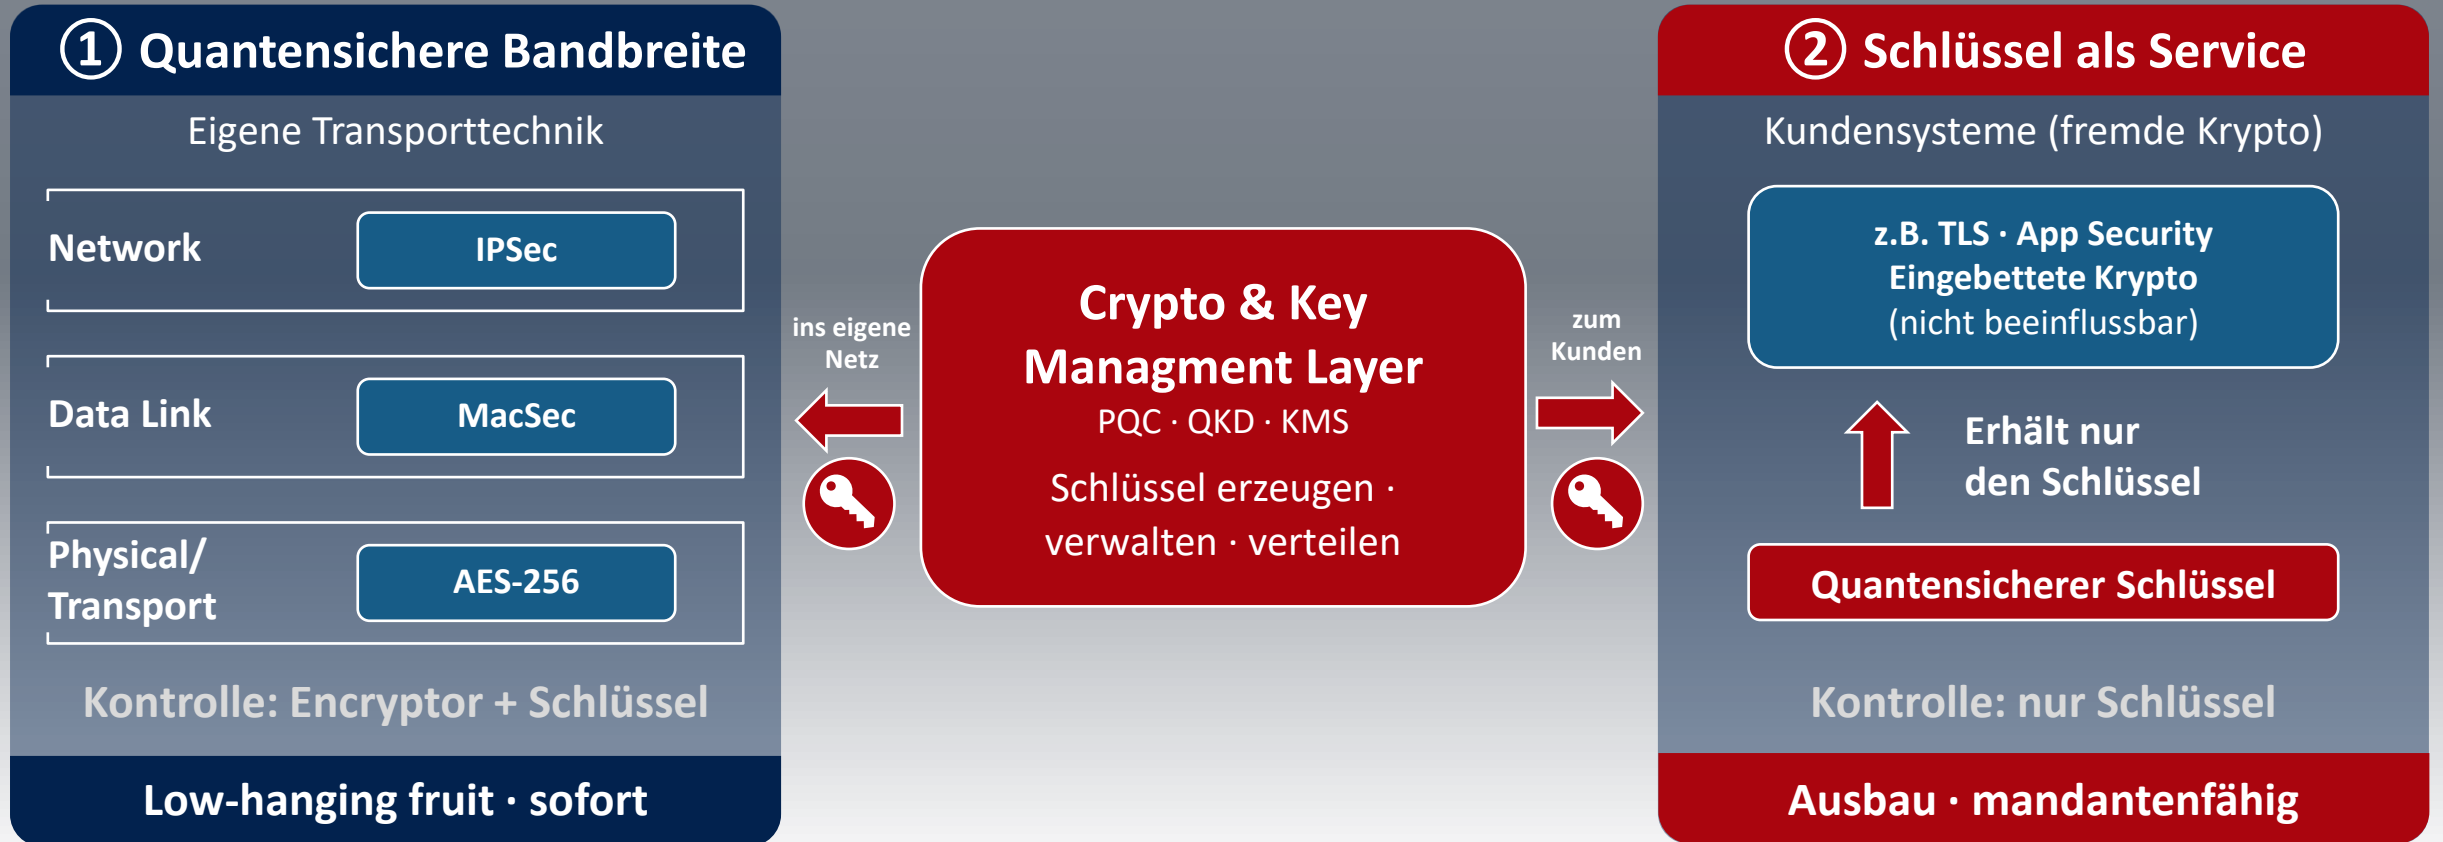 ① Quantensichere Bandbreite
Eigene Transporttechnik
Network
IPSec
Data Link
MacSec
Physical/
Transport
AES-256
Kontrolle: Encryptor + Schlüssel
Low-hanging fruit · sofort
ins eigene
Netz
Crypto & Key
Managment Layer
PQC · QKD · KMS
Schlüssel erzeugen ·
verwalten · verteilen
zum
Kunden
② Schlüssel als Service
Kundensysteme (fremde Krypto)
z.B. TLS · App Security
Eingebettete Krypto
(nicht beeinflussbar)
Erhält nur
den Schlüssel
Quantensicherer Schlüssel
Kontrolle: nur Schlüssel
Ausbau · mandantenfähig